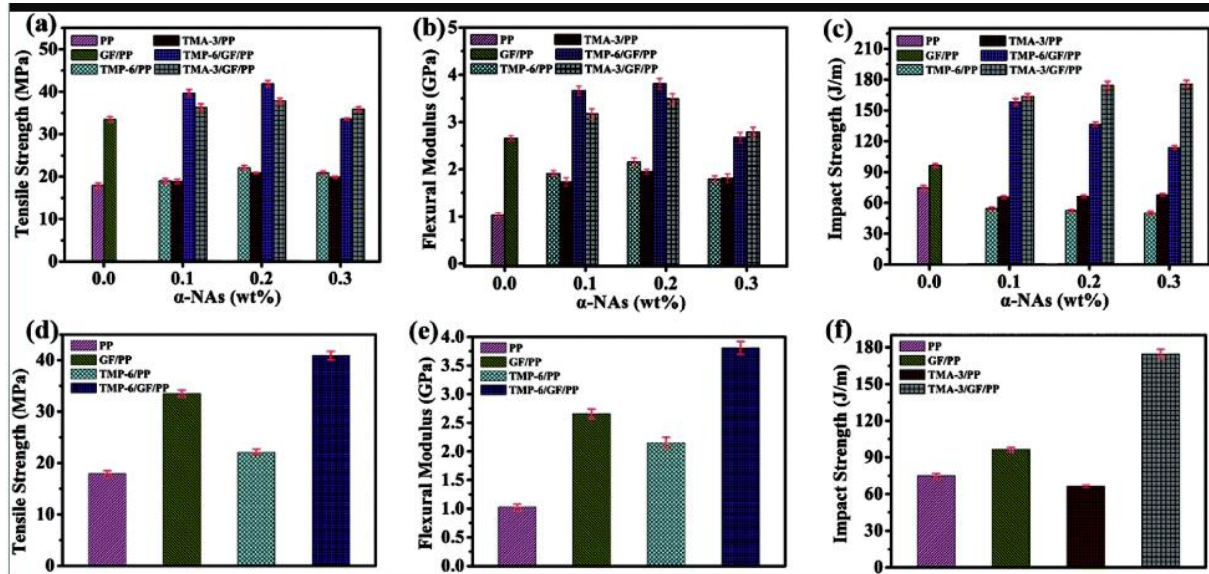 (a)
PP TMA-3/PP
GF/PP TMP-6/GF/PP
TMP-6/PP TMA-3/GF/PP
Tensile Strength (MPa)
50
40
30
20
10
0
0.0 0.1 0.2 0.3
α-NAs (wt%)
(b)
PP TMA-3/PP
GF/PP TMP-6/GF/PP
TMP-6/PP TMA-3/GF/PP
Flexural Modulus (GPa)
5
4
3
2
1
0
0.0 0.1 0.2 0.3
α-NAs (wt%)
(c)
PP TMA-3/PP
GF/PP TMP-6/GF/PP
TMP-6/PP TMA-3/GF/PP
Impact Strength (J/m)
210
180
150
120
90
60
30
0
0.0 0.1 0.2 0.3
α-NAs (wt%)
(d)
PP
GF/PP
TMP-6/PP
TMP-6/GF/PP
Tensile Strength (MPa)
40
30
20
10
0
(e)
PP
GF/PP
TMP-6/PP
TMP-6/GF/PP
Flexural Modulus (GPa)
4.0
3.5
3.0
2.5
2.0
1.5
1.0
0.5
0.0
(f)
PP
GF/PP
TMA-3/PP
TMA-3/GF/PP
Impact Strength (J/m)
180
150
120
90
60
30
0